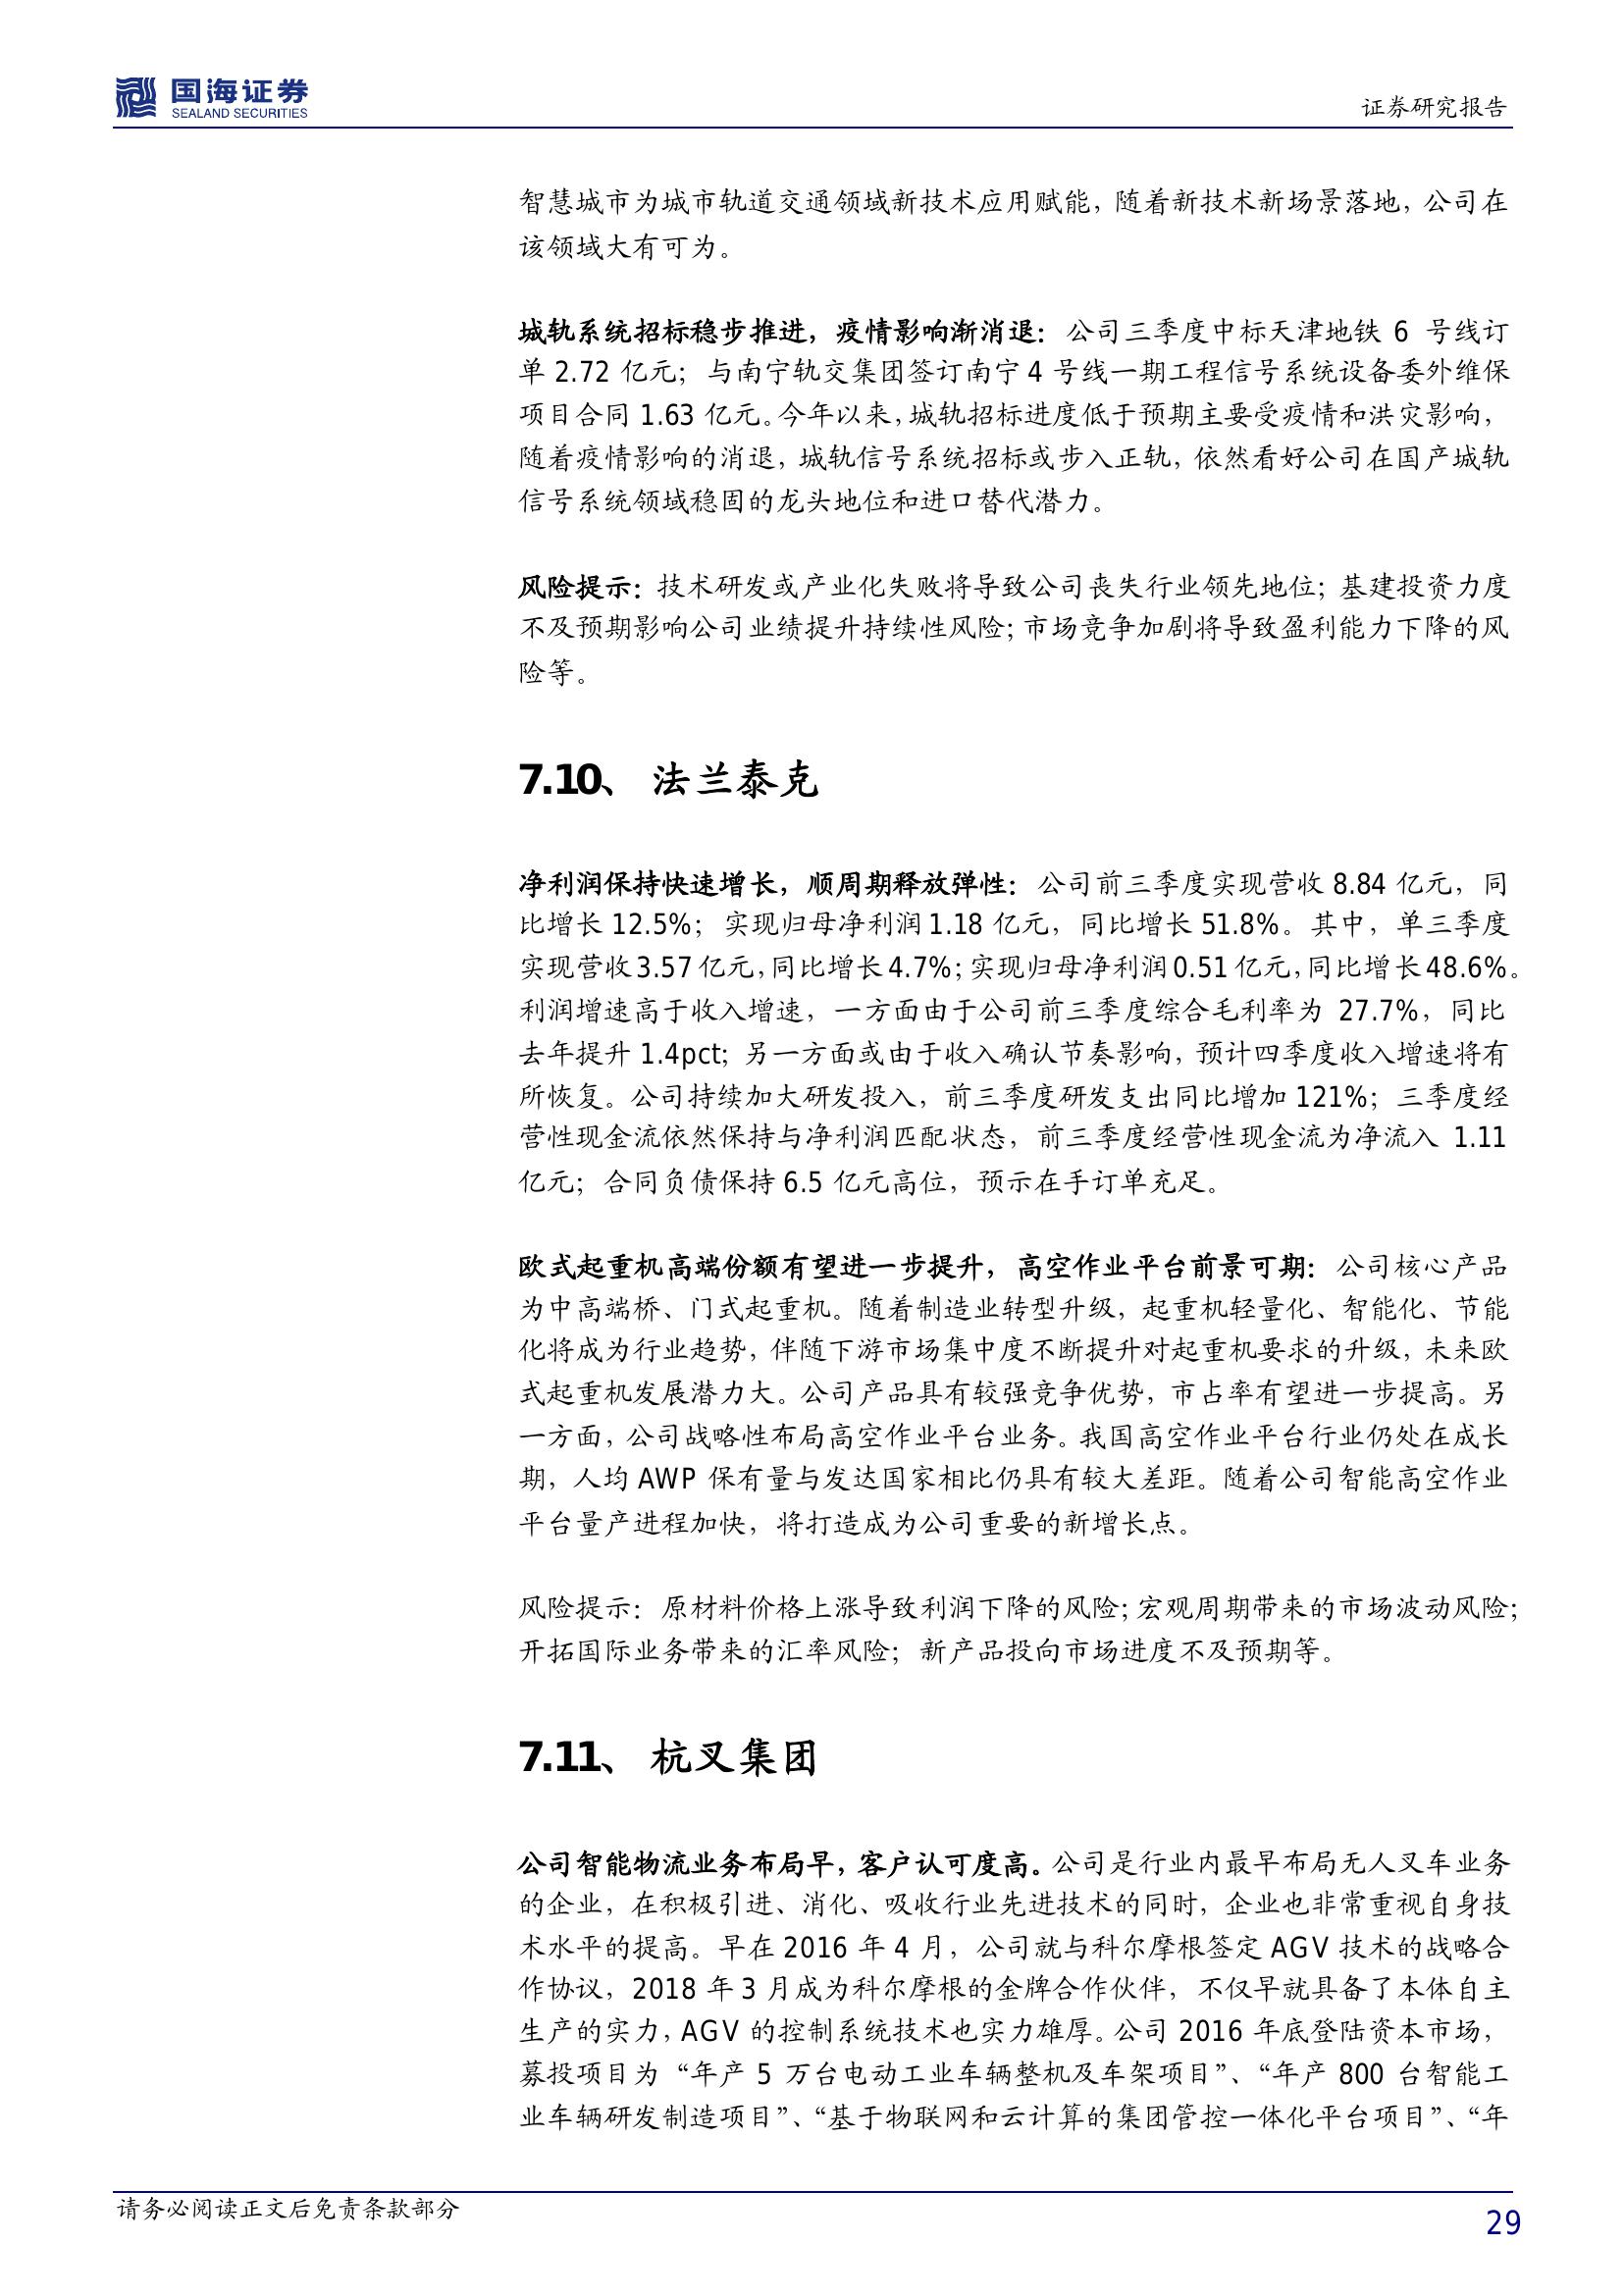 国海证券
SEALAND SECURITIES
证券研究报告
智慧城市为城市轨道交通领域新技术应用赋能，随着新技术新场景落地，公司在
该领域大有可为。
城轨系统招标稳步推进，疫情影响渐消退：公司三季度中标天津地铁 6 号线订
单 2.72 亿元；与南宁轨交集团签订南宁 4 号线一期工程信号系统设备委外维保
项目合同 1.63 亿元。今年以来，城轨招标进度低于预期主要受疫情和洪灾影响，
随着疫情影响的消退，城轨信号系统招标或步入正轨，依然看好公司在国产城轨
信号系统领域稳固的龙头地位和进口替代潜力。
风险提示：技术研发或产业化失败将导致公司丧失行业领先地位；基建投资力度
不及预期影响公司业绩提升持续性风险；市场竞争加剧将导致盈利能力下降的风
险等。
7.10、 法兰泰克
净利润保持快速增长，顺周期释放弹性：公司前三季度实现营收 8.84 亿元，同
比增长 12.5%；实现归母净利润 1.18 亿元，同比增长 51.8%。其中，单三季度
实现营收 3.57 亿元，同比增长 4.7%；实现归母净利润 0.51 亿元，同比增长 48.6%。
利润增速高于收入增速，一方面由于公司前三季度综合毛利率为 27.7%，同比
去年提升 1.4pct；另一方面或由于收入确认节奏影响，预计四季度收入增速将有
所恢复。公司持续加大研发投入，前三季度研发支出同比增加 121%；三季度经
营性现金流依然保持与净利润匹配状态，前三季度经营性现金流为净流入 1.11
亿元；合同负债保持 6.5 亿元高位，预示在手订单充足。
欧式起重机高端份额有望进一步提升，高空作业平台前景可期：公司核心产品
为中高端桥、门式起重机。随着制造业转型升级，起重机轻量化、智能化、节能
化将成为行业趋势，伴随下游市场集中度不断提升对起重机要求的升级，未来欧
式起重机发展潜力大。公司产品具有较强竞争优势，市占率有望进一步提高。另
一方面，公司战略性布局高空作业平台业务。我国高空作业平台行业仍处在成长
期，人均 AWP 保有量与发达国家相比仍具有较大差距。随着公司智能高空作业
平台量产进程加快，将打造成为公司重要的新增长点。
风险提示：原材料价格上涨导致利润下降的风险；宏观周期带来的市场波动风险；
开拓国际业务带来的汇率风险；新产品投向市场进度不及预期等。
7.11、 杭叉集团
公司智能物流业务布局早，客户认可度高。公司是行业内最早布局无人叉车业务
的企业，在积极引进、消化、吸收行业先进技术的同时，企业也非常重视自身技
术水平的提高。早在 2016 年 4 月，公司就与科尔摩根签定 AGV 技术的战略合
作协议，2018 年 3 月成为科尔摩根的金牌合作伙伴，不仅早就具备了本体自主
生产的实力，AGV 的控制系统技术也实力雄厚。公司 2016 年底登陆资本市场，
募投项目为“年产 5 万台电动工业车辆整机及车架项目”、“年产 800 台智能工
业车辆研发制造项目”、“基于物联网和云计算的集团管控一体化平台项目”、“年
请务必阅读正文后免责条款部分
29